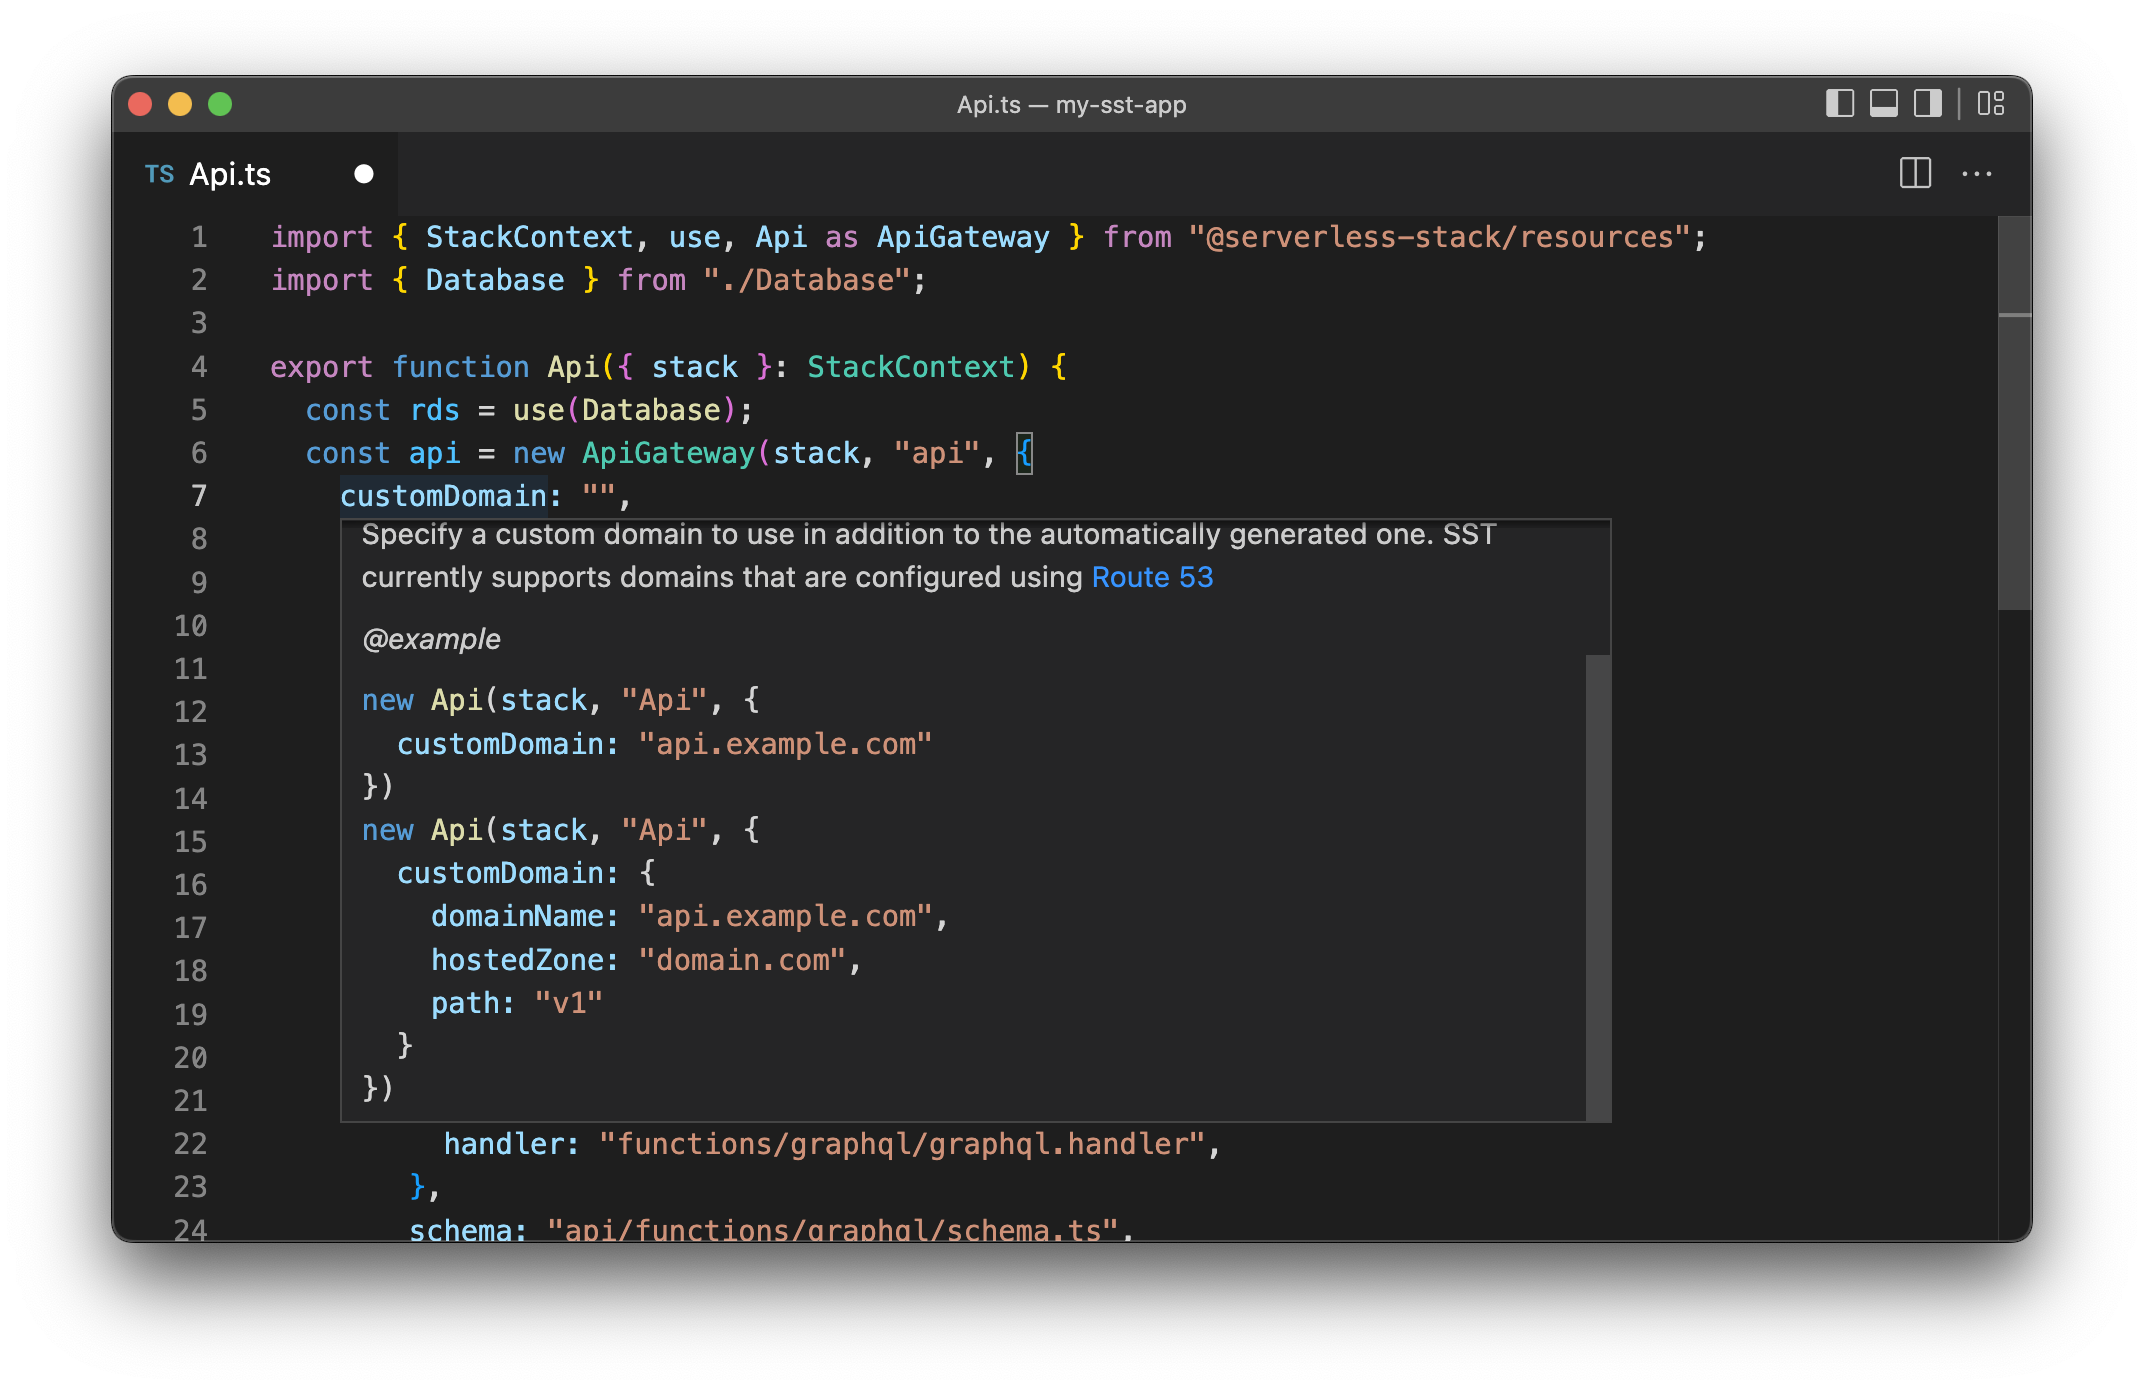 Api.ts — my-sst-app
TS Api.ts
1 import { StackContext, use, Api as ApiGateway } from "@serverless-stack/resources";
2 import { Database } from "./Database";
3
4 export function Api({ stack }: StackContext) {
5 const rds = use(Database);
6 const api = new ApiGateway(stack, "api", {
7 customDomain: "",
8 Specify a custom domain to use in addition to the automatically generated one. SST
9 currently supports domains that are configured using Route 53
10 @example
11
12 new Api(stack, "Api", {
13 customDomain: "api.example.com"
14 })
15 new Api(stack, "Api", {
16 customDomain: {
17 domainName: "api.example.com",
18 hostedZone: "domain.com",
19 path: "v1"
20 }
21 })
22 handler: "functions/graphql/graphql.handler",
23 },
24 schema: "api/functions/graphql/schema.ts",